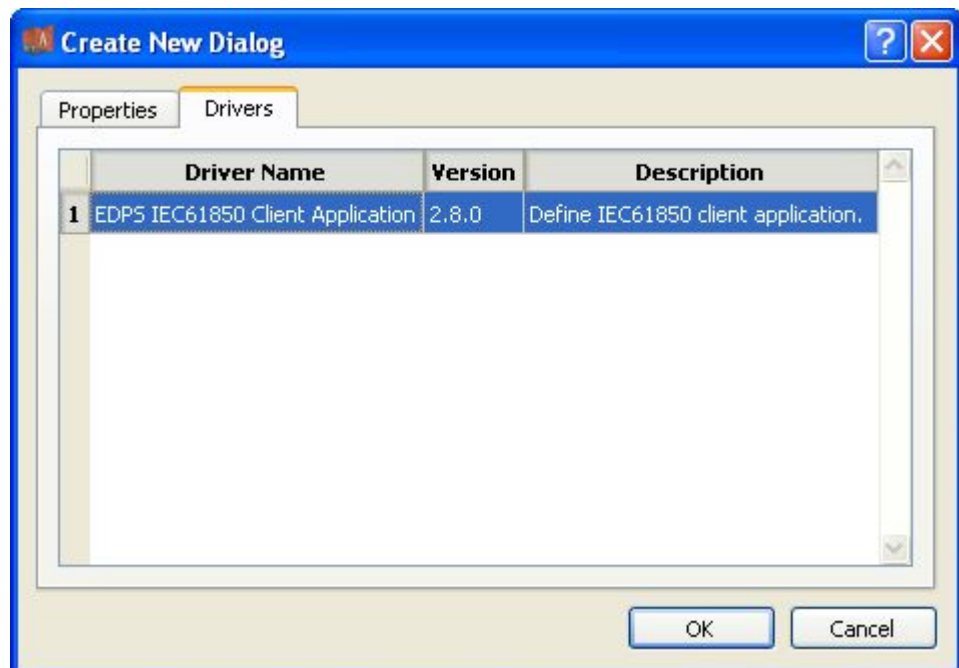 Create New Dialog
Properties Drivers
Driver Name Version Description
1 EDPS IEC61850 Client Application 2.8.0 Define IEC61850 client application.
OK Cancel